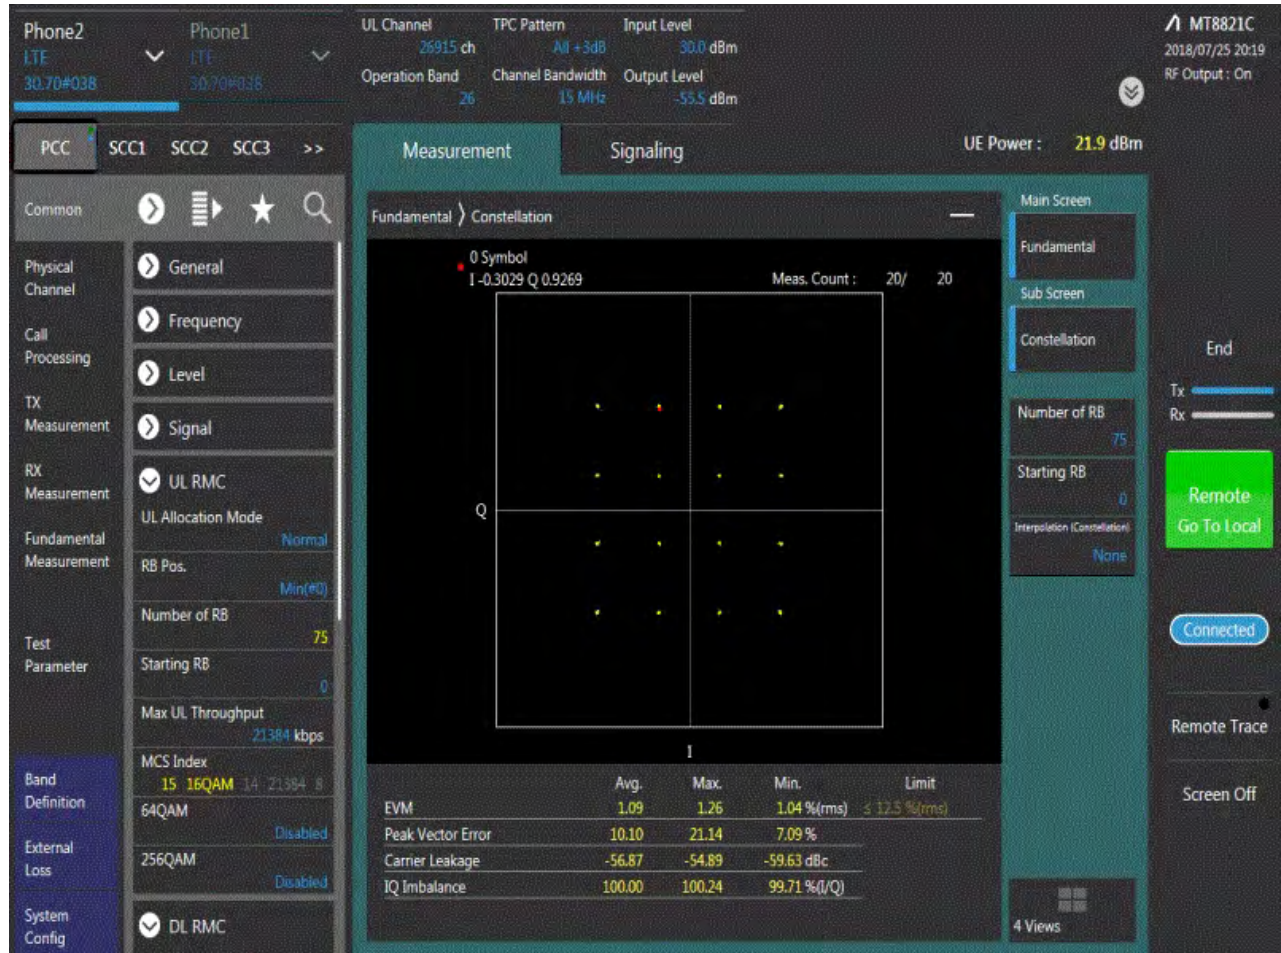 Phone2
LTE
30.70#038
Phone1
LTE
30.70#038
UL Channel
26915 ch
TPC Pattern
All +3dB
Input Level
30.0 dBm
Operation Band
26
Channel Bandwidth
15 MHz
Output Level
-55.5 dBm
MT8821C
2018/07/25 20:19
RF Output : On
PCC
SCC1
SCC2
SCC3
>>
Measurement
Signaling
UE Power : 21.9 dBm
Common
Physical
Channel
Call
Processing
TX
Measurement
RX
Measurement
Fundamental
Measurement
Test
Parameter
Band
Definition
External
Loss
System
Config
General
Frequency
Level
Signal
UL RMC
UL Allocation Mode
Normal
RB Pos.
Min(#0)
Number of RB
75
Starting RB
0
Max UL Throughput
21384 kbps
MCS Index
15 16QAM 14 21384 8
64QAM
Disabled
256QAM
Disabled
DL RMC
Fundamental 〉 Constellation
0 Symbol
I -0.3029 Q 0.9269
Meas. Count : 20/ 20
Q
I
Avg. Max. Min. Limit
EVM 1.09 1.26 1.04 %(rms) ≤ 12.5 %(rms)
Peak Vector Error 10.10 21.14 7.09 %
Carrier Leakage -56.87 -54.89 -59.63 dBc
IQ Imbalance 100.00 100.24 99.71 %(I/Q)
Main Screen
Fundamental
Sub Screen
Constellation
Number of RB
75
Starting RB
0
Interpolation (Constellation)
None
4 Views
End
Tx
Rx
Remote
Go To Local
Connected
Remote Trace
Screen Off